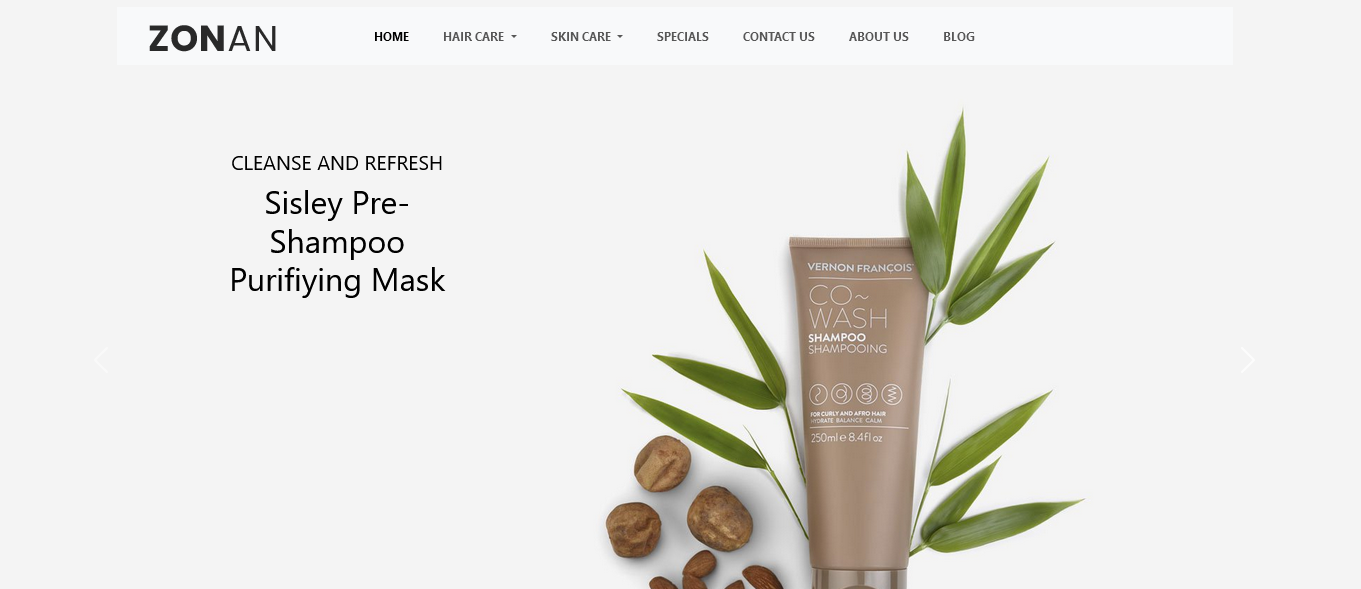 ZONAN
HOME HAIR CARE SKIN CARE SPECIALS CONTACT US ABOUT US BLOG
CLEANSE AND REFRESH
Sisley Pre-
Shampoo
Purifiying Mask
VERNON FRANÇOIS®
CO~
WASH
SHAMPOO
SHAMPOOING
FOR CURLY AND AFRO HAIR
HYDRATE BALANCE CALM
250ml e 8.4fl oz